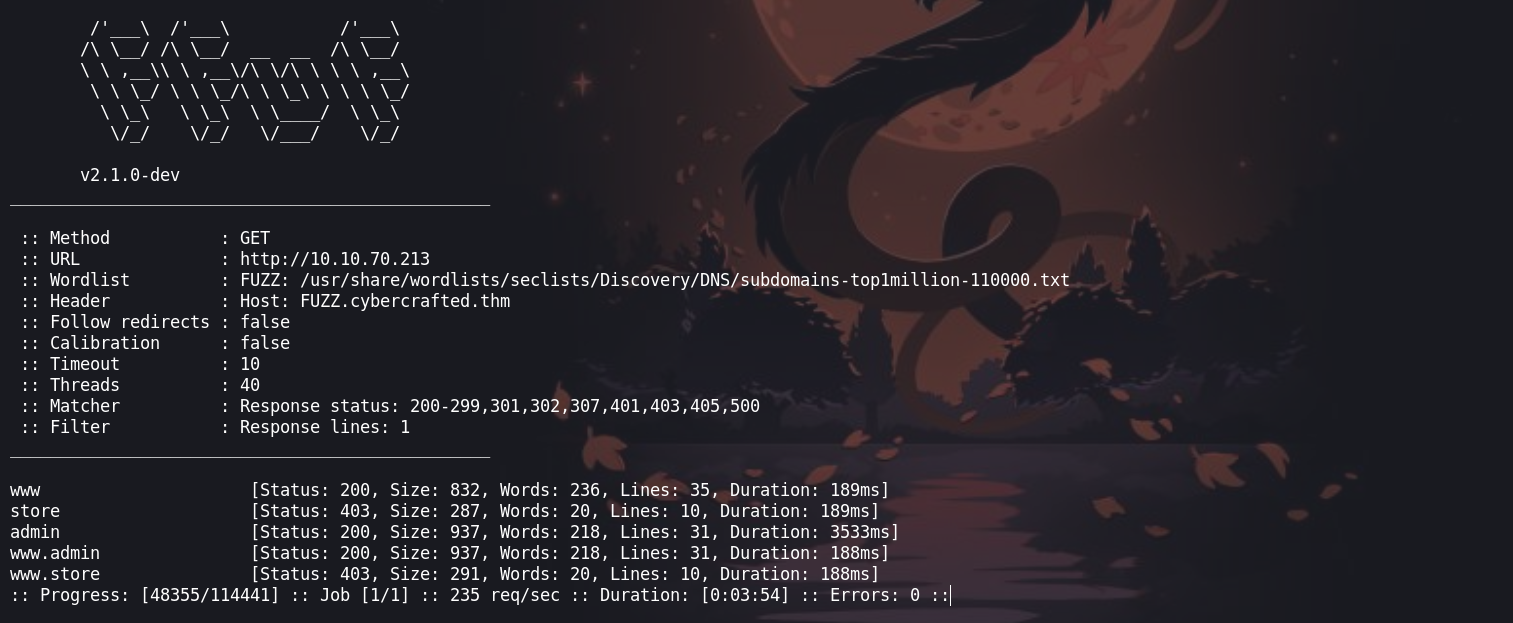 /'___\  /'___\           /'___\
/\ \__/ /\ \__/  __  __  /\ \__/
\ \ ,__\\ \ ,__\/\ \/\ \ \ \ ,__\
 \ \ \_/ \ \ \_/\ \ \_\ \ \ \ \_/
  \ \_\   \ \_\  \ \____/  \ \_\
   \/_/    \/_/   \/___/    \/_/
v2.1.0-dev
________________________________________________
:: Method           : GET
:: URL              : http://10.10.70.213
:: Wordlist         : FUZZ: /usr/share/wordlists/seclists/Discovery/DNS/subdomains-top1million-110000.txt
:: Header           : Host: FUZZ.cybercrafted.thm
:: Follow redirects : false
:: Calibration      : false
:: Timeout          : 10
:: Threads          : 40
:: Matcher          : Response status: 200-299,301,302,307,401,403,405,500
:: Filter           : Response lines: 1
________________________________________________
www                     [Status: 200, Size: 832, Words: 236, Lines: 35, Duration: 189ms]
store                   [Status: 403, Size: 287, Words: 20, Lines: 10, Duration: 189ms]
admin                   [Status: 200, Size: 937, Words: 218, Lines: 31, Duration: 3533ms]
www.admin               [Status: 200, Size: 937, Words: 218, Lines: 31, Duration: 188ms]
www.store               [Status: 403, Size: 291, Words: 20, Lines: 10, Duration: 188ms]
:: Progress: [48355/114441] :: Job [1/1] :: 235 req/sec :: Duration: [0:03:54] :: Errors: 0 ::